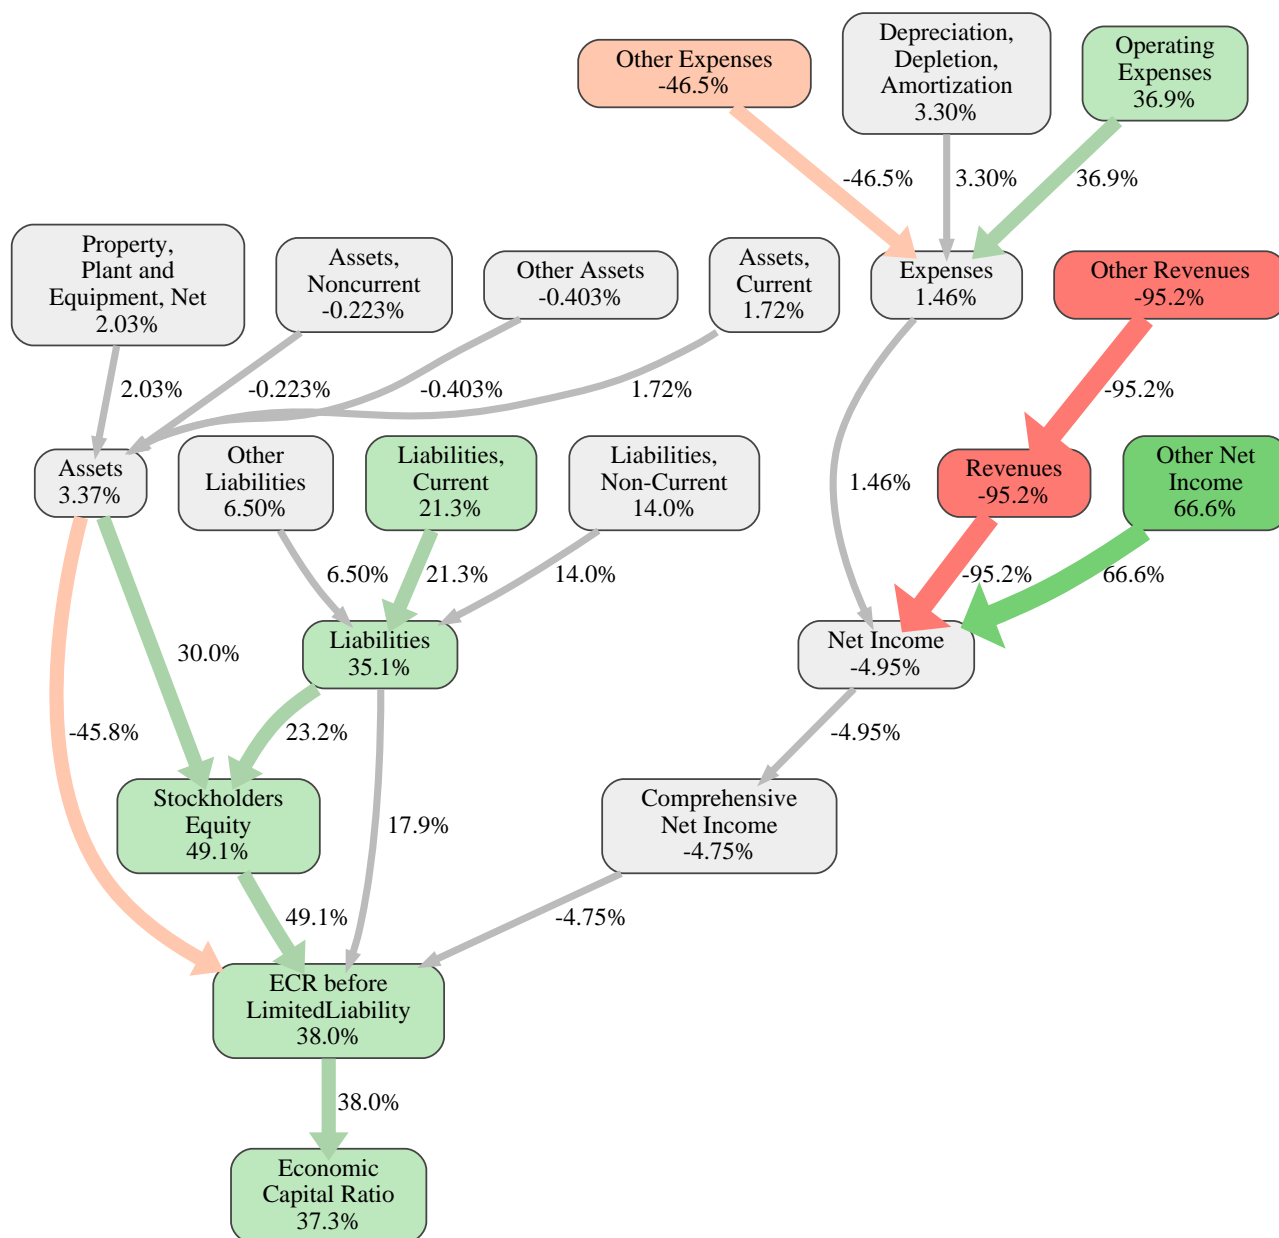 Other Expenses
-46.5%
Depreciation,
Depletion,
Amortization
3.30%
Operating
Expenses
36.9%
-46.5%
3.30%
36.9%
Property,
Plant and
Equipment, Net
2.03%
Assets,
Noncurrent
-0.223%
Other Assets
-0.403%
Assets,
Current
1.72%
Expenses
1.46%
Other Revenues
-95.2%
2.03%
-0.223%
-0.403%
1.72%
-95.2%
Assets
3.37%
Other
Liabilities
6.50%
Liabilities,
Current
21.3%
Liabilities,
Non-Current
14.0%
1.46%
Revenues
-95.2%
Other Net
Income
66.6%
6.50%
21.3%
14.0%
-95.2%
66.6%
30.0%
Liabilities
35.1%
Net Income
-4.95%
-45.8%
23.2%
-4.95%
Stockholders
Equity
49.1%
17.9%
Comprehensive
Net Income
-4.75%
49.1%
-4.75%
ECR before
LimitedLiability
38.0%
38.0%
Economic
Capital Ratio
37.3%